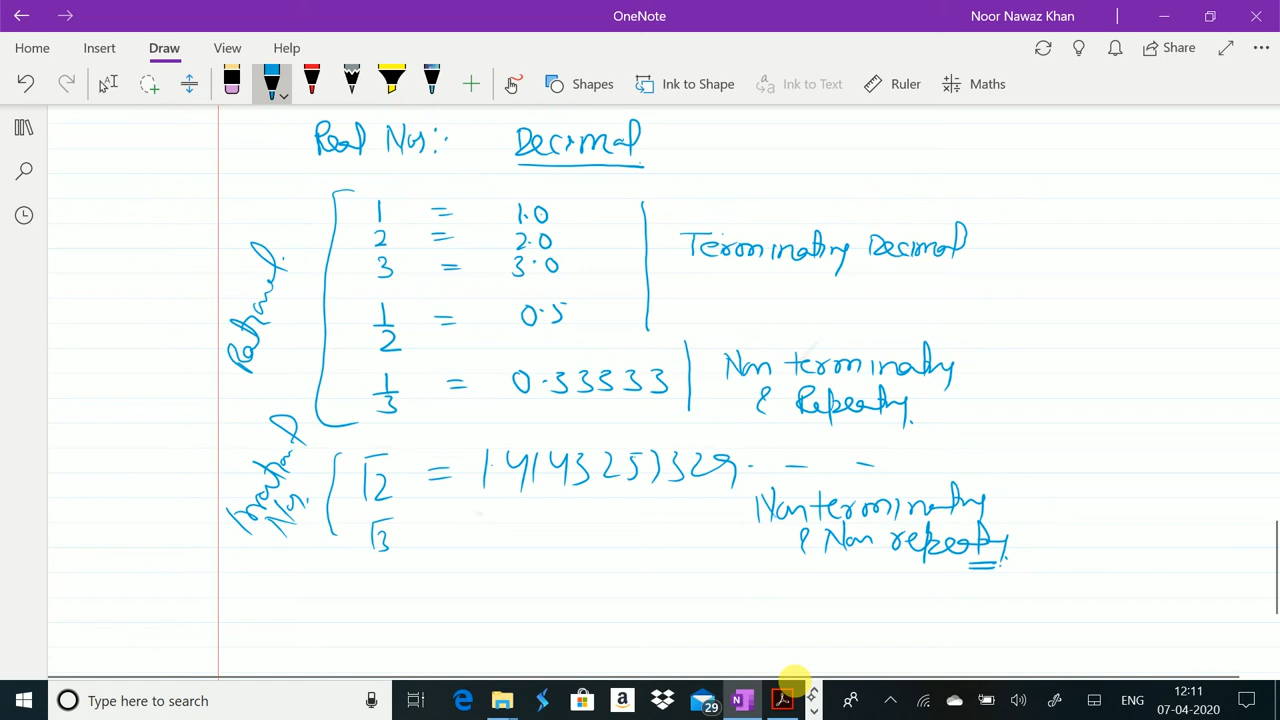 OneNote
Noor Nawaz Khan
Home Insert Draw View Help
Share
Shapes Ink to Shape Ink to Text Ruler Maths
Real Nos:- Decimal
1 = 1.0
2 = 2.0
3 = 3.0
Terminating Decimal
1/2 = 0.5
Rational.
1/3 = 0.33333
Non terminating
& Repeating.
Irrational
Nos.
√2 = 1.41432573329. - -
Non terminating
& Non repeating.
√3
Type here to search
29
ENG
12:11
07-04-2020